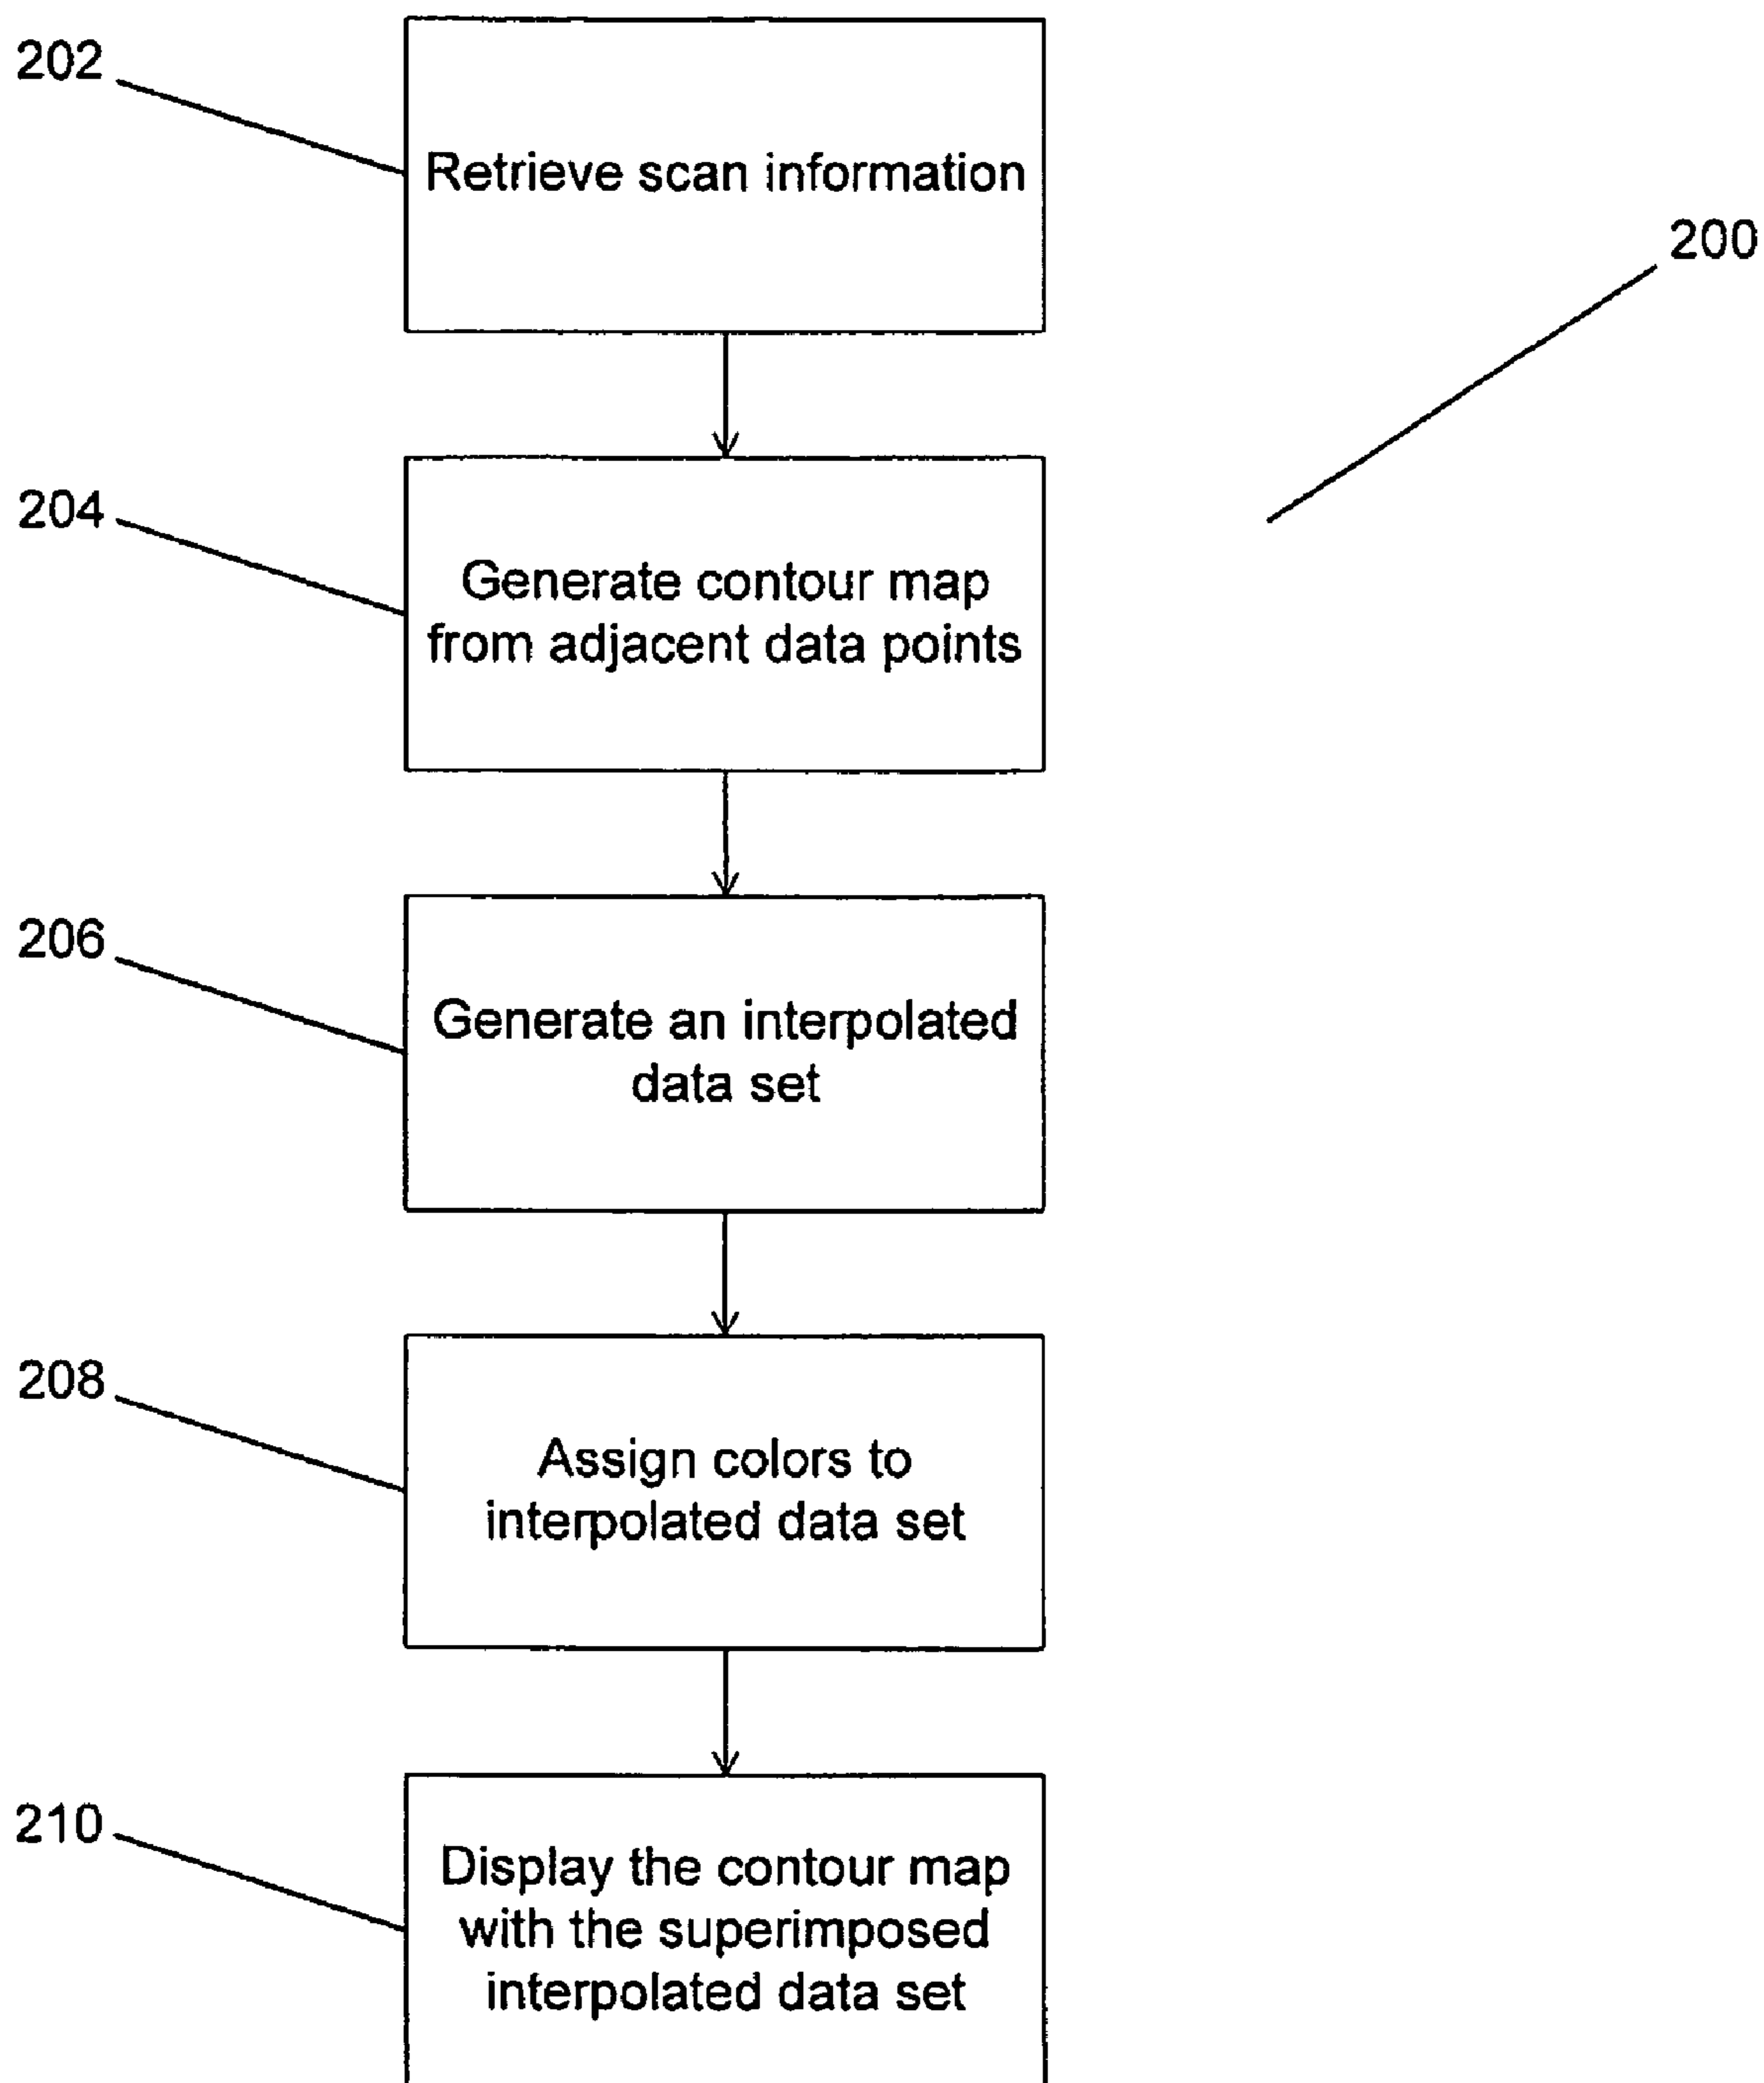 202
Retrieve scan information
200
204
Generate contour map
from adjacent data points
206
Generate an interpolated
data set
208
Assign colors to
interpolated data set
210
Display the contour map
with the superimposed
interpolated data set